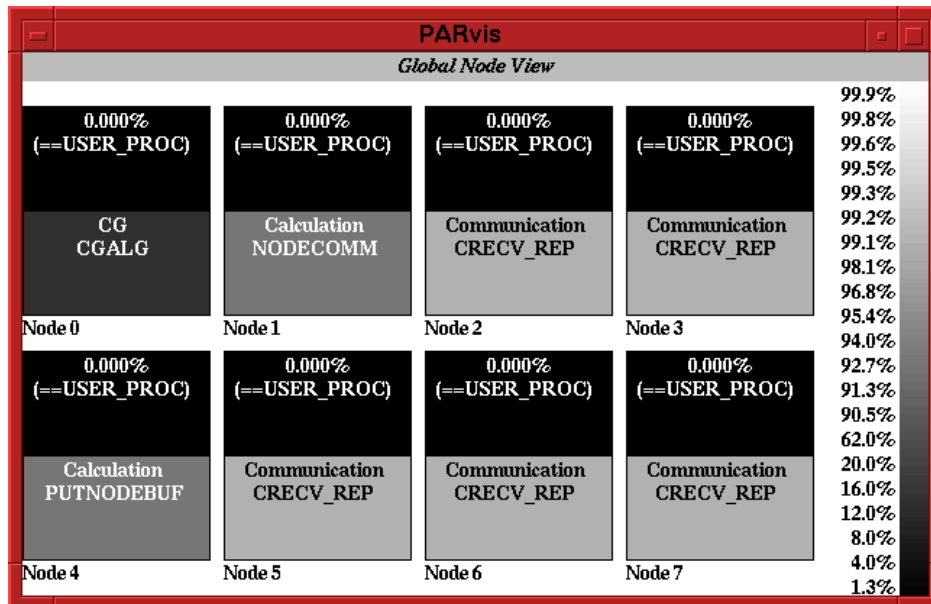 PARvis
Global Node View
0.000% 0.000% 0.000% 0.000%
(==USER_PROC) (==USER_PROC) (==USER_PROC) (==USER_PROC)
CG Calculation Communication Communication
CGALG NODECOMM CRECV_REP CRECV_REP
Node 0 Node 1 Node 2 Node 3
0.000% 0.000% 0.000% 0.000%
(==USER_PROC) (==USER_PROC) (==USER_PROC) (==USER_PROC)
Calculation Communication Communication Communication
PUTNODEBUF CRECV_REP CRECV_REP CRECV_REP
Node 4 Node 5 Node 6 Node 7
99.9%
99.8%
99.6%
99.5%
99.3%
99.2%
99.1%
98.1%
96.8%
95.4%
94.0%
92.7%
91.3%
90.5%
62.0%
20.0%
16.0%
12.0%
8.0%
4.0%
1.3%